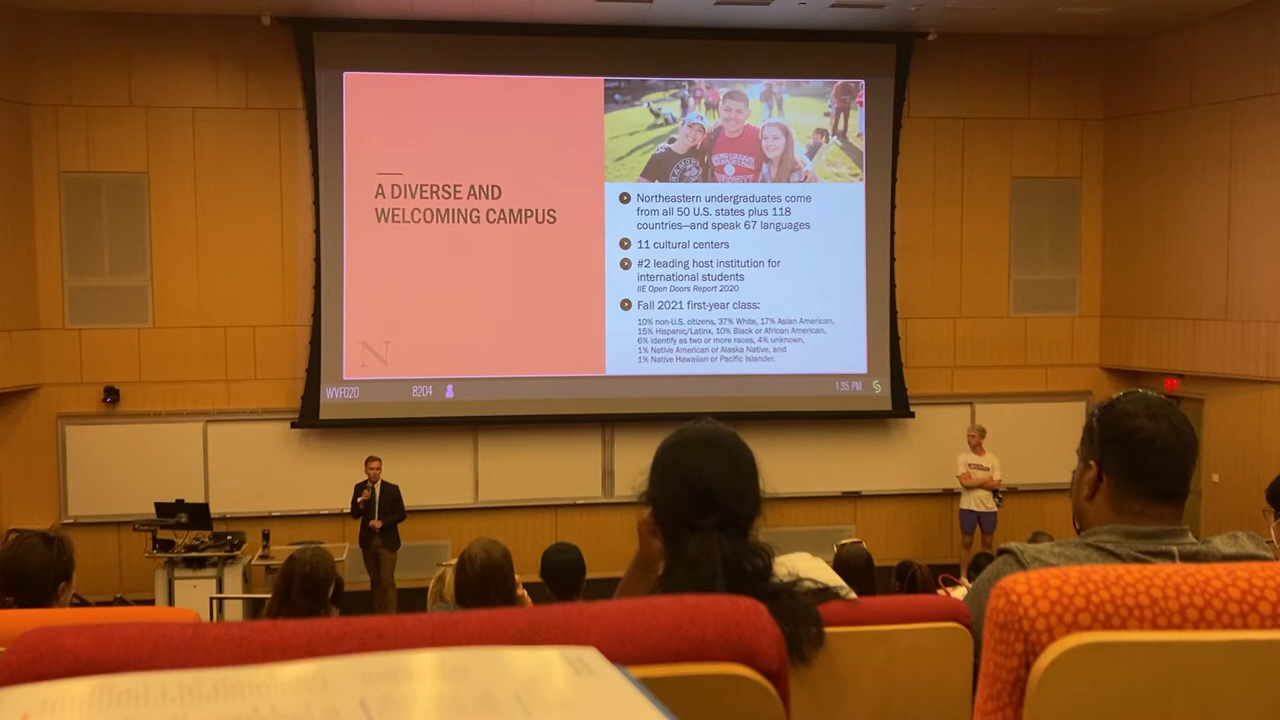 A DIVERSE AND
WELCOMING CAMPUS
N
Northeastern undergraduates come
from all 50 U.S. states plus 118
countries—and speak 67 languages
11 cultural centers
#2 leading host institution for
international students
IIE Open Doors Report 2020
Fall 2021 first-year class:
10% non-U.S. citizens, 37% White, 17% Asian American,
15% Hispanic/Latinx, 10% Black or African American,
6% identify as two or more races, 4% unknown,
1% Native American or Alaska Native, and
1% Native Hawaiian or Pacific Islander.
WVF020
8204
1:35 PM